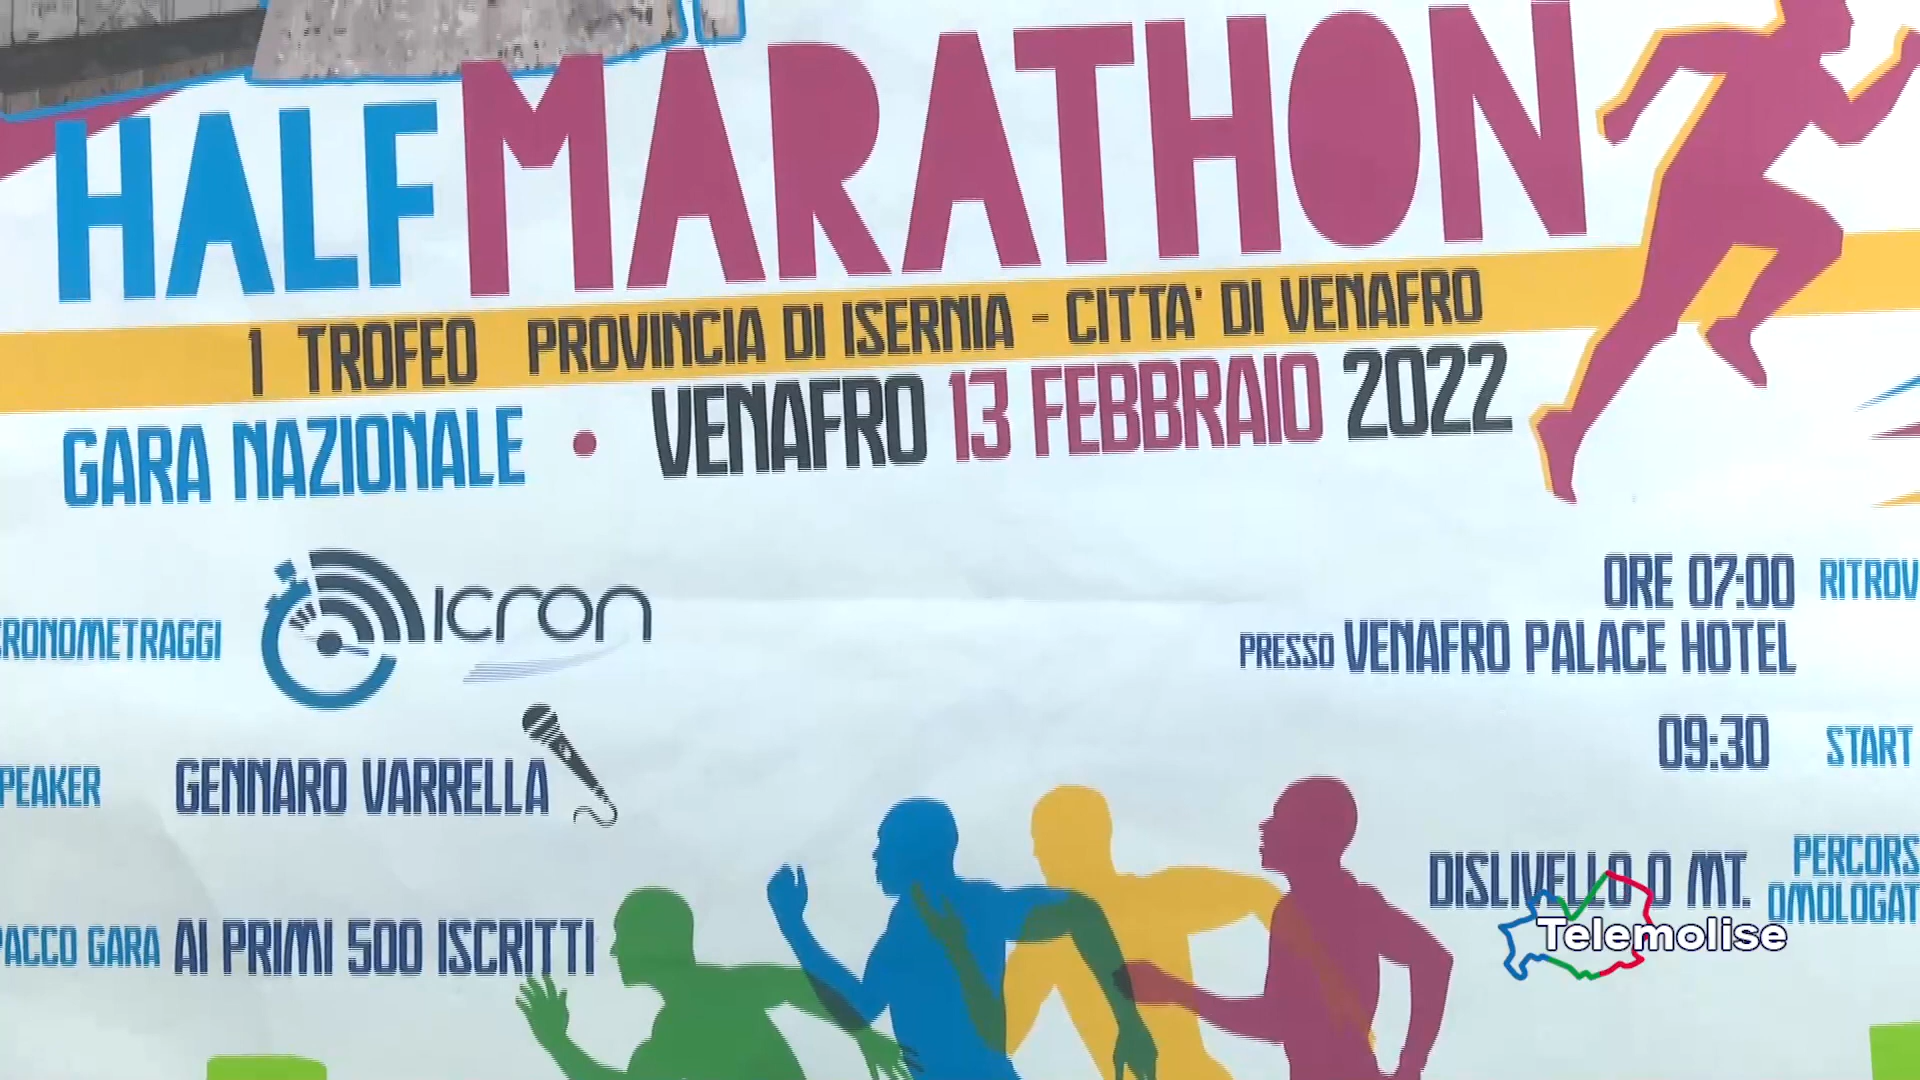 HALF MARATHON
1 TROFEO PROVINCIA DI ISERNIA - CITTA' DI VENAFRO
GARA NAZIONALE • VENAFRO 13 FEBBRAIO 2022
CRONOMETRAGGI icron
ORE 07:00 RITROV
PRESSO VENAFRO PALACE HOTEL
09:30 START
PEAKER GENNARO VARRELLA
DISLIVELLO 0 MT. PERCORS
OMOLOGAT
PACCO GARA AI PRIMI 500 ISCRITTI
Telemolise